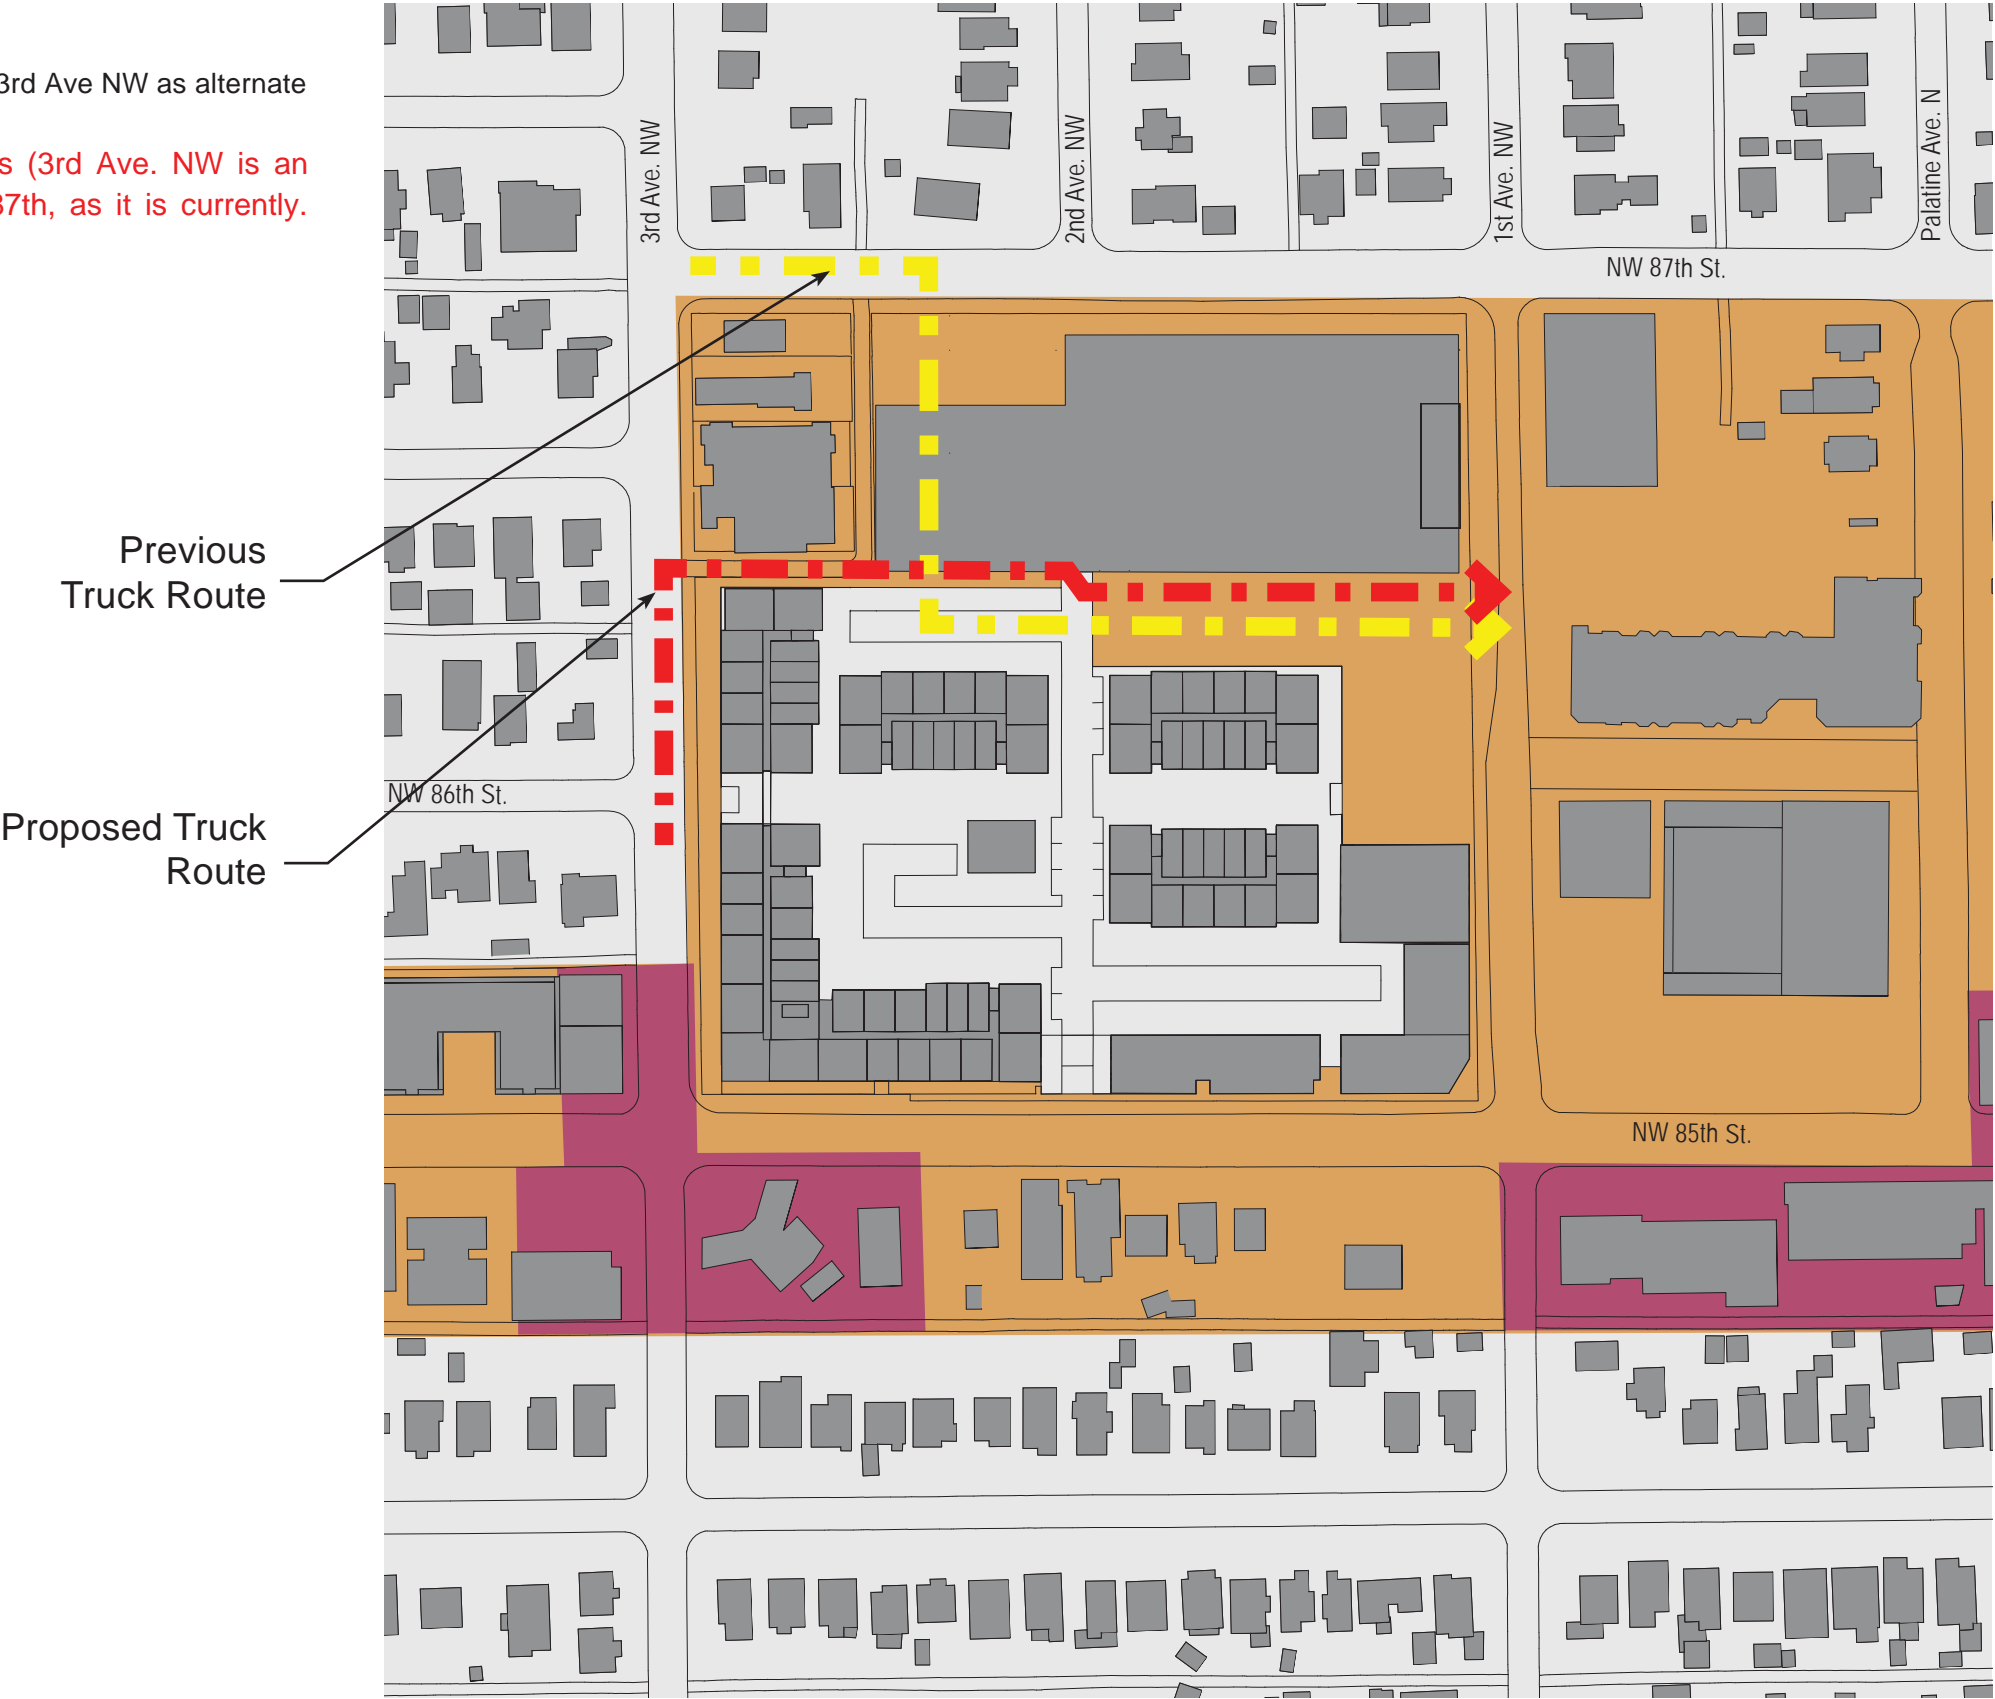 3rd Ave NW as alternate
s (3rd Ave. NW is an
37th, as it is currently.
3rd Ave. NW
2nd Ave. NW
1st Ave. NW
Palatine Ave. N
NW 87th St.
Previous
Truck Route
NW 86th St.
Proposed Truck
Route
NW 85th St.